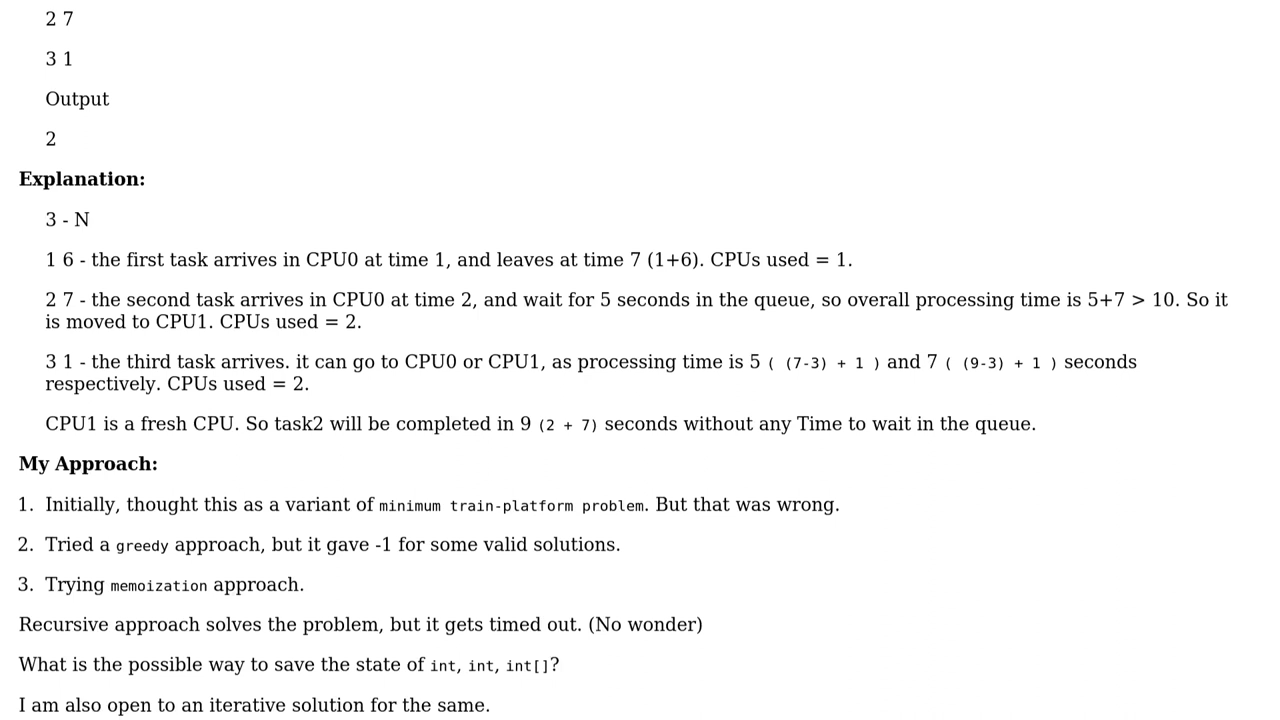 2 7
3 1
Output
2
Explanation:
3 - N
1 6 - the first task arrives in CPU0 at time 1, and leaves at time 7 (1+6). CPUs used = 1.
2 7 - the second task arrives in CPU0 at time 2, and wait for 5 seconds in the queue, so overall processing time is 5+7 > 10. So it
is moved to CPU1. CPUs used = 2.
3 1 - the third task arrives. it can go to CPU0 or CPU1, as processing time is 5 ( (7-3) + 1 ) and 7 ( (9-3) + 1 ) seconds
respectively. CPUs used = 2.
CPU1 is a fresh CPU. So task2 will be completed in 9 (2 + 7) seconds without any Time to wait in the queue.
My Approach:
1. Initially, thought this as a variant of minimum train-platform problem. But that was wrong.
2. Tried a greedy approach, but it gave -1 for some valid solutions.
3. Trying memoization approach.
Recursive approach solves the problem, but it gets timed out. (No wonder)
What is the possible way to save the state of int, int, int[]?
I am also open to an iterative solution for the same.